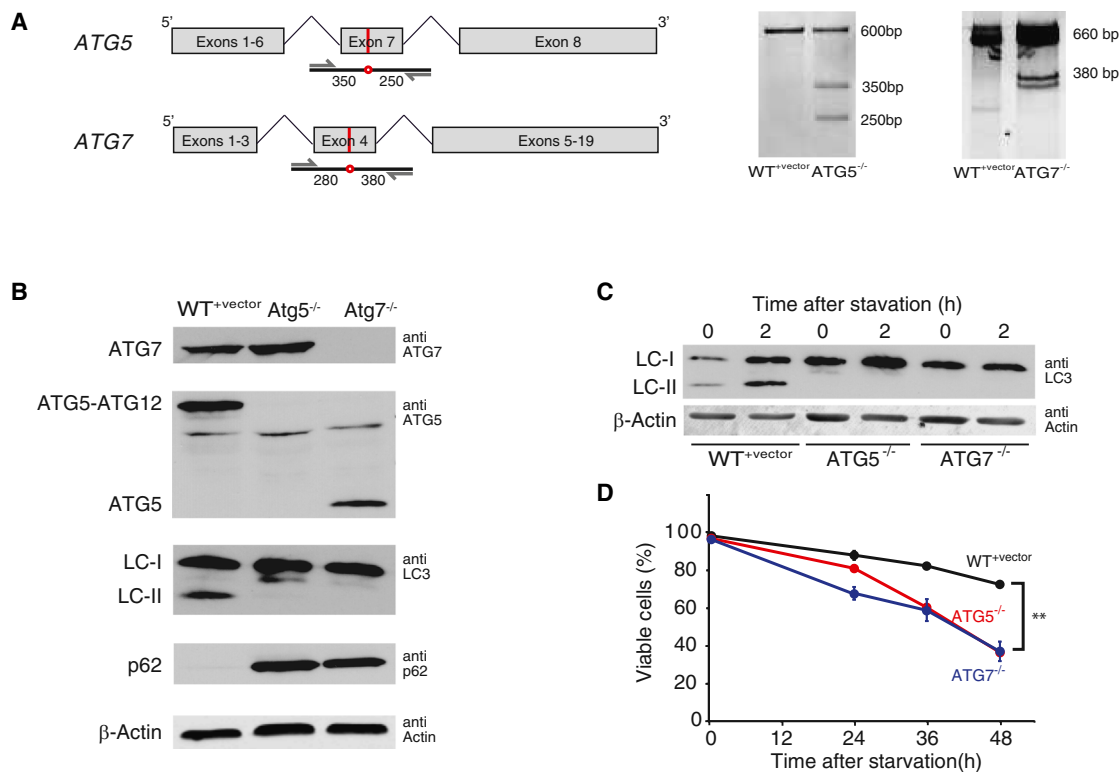 A
5' 3'
ATG5 Exons 1-6 Exon 7 Exon 8
350 250
5' 3'
ATG7 Exons 1-3 Exon 4 Exons 5-19
280 380
600bp
350bp
250bp
WT+vector ATG5-/-
660 bp
380 bp
WT+vector ATG7-/-
B
WT+vector Atg5-/- Atg7-/-
ATG7 anti ATG7
ATG5-ATG12 anti ATG5
ATG5
LC-I anti LC3
LC-II
p62 anti p62
β-Actin anti Actin
C
Time after stavation (h)
0 2 0 2 0 2
LC-I anti LC3
LC-II
β-Actin anti Actin
WT+vector ATG5-/- ATG7-/-
D
Viable cells (%)
100
80
60
40
20
0
WT+vector
ATG5-/-
**
ATG7-/-
0 12 24 36 48
Time after starvation(h)